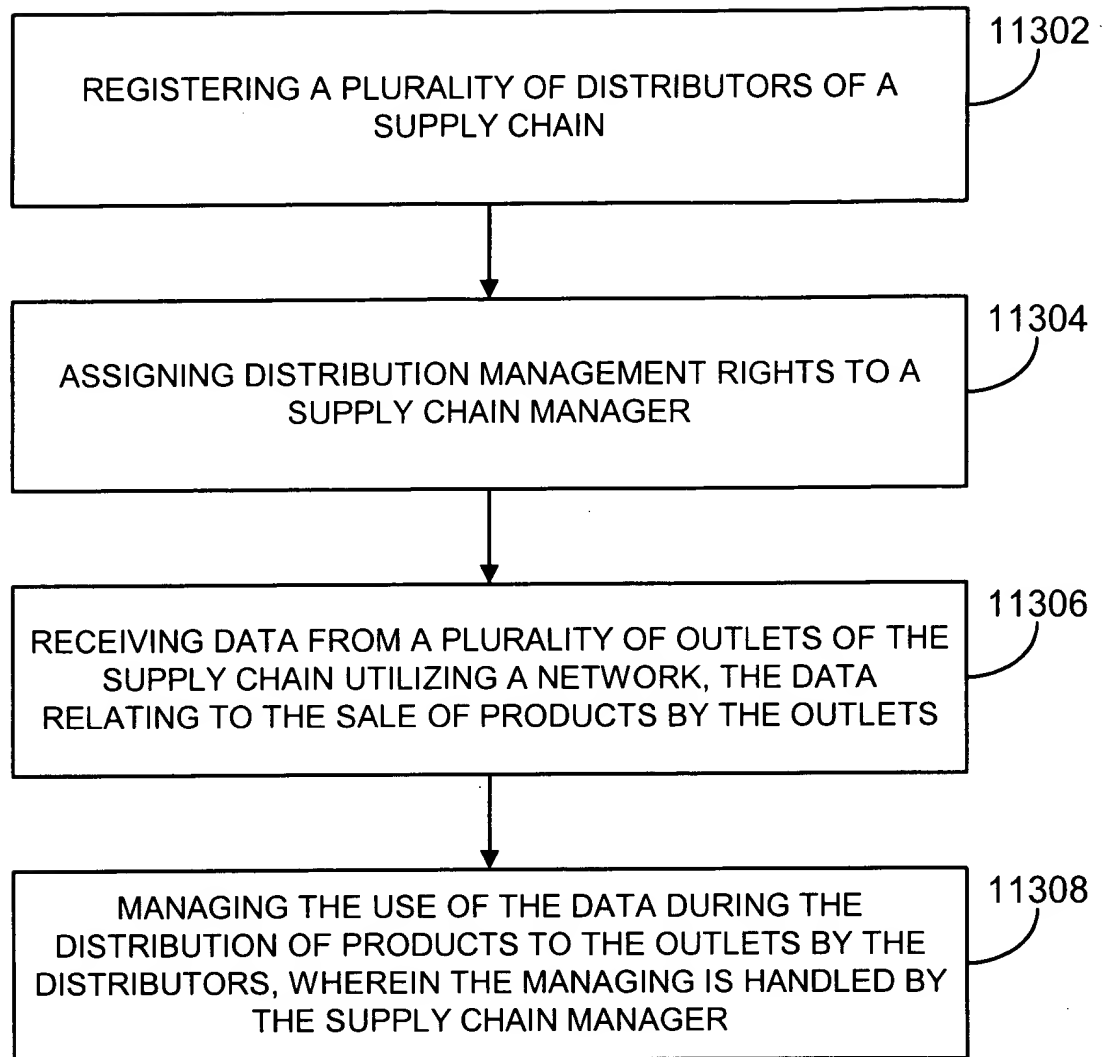 11302
REGISTERING A PLURALITY OF DISTRIBUTORS OF A
SUPPLY CHAIN
11304
ASSIGNING DISTRIBUTION MANAGEMENT RIGHTS TO A
SUPPLY CHAIN MANAGER
11306
RECEIVING DATA FROM A PLURALITY OF OUTLETS OF THE
SUPPLY CHAIN UTILIZING A NETWORK, THE DATA
RELATING TO THE SALE OF PRODUCTS BY THE OUTLETS
11308
MANAGING THE USE OF THE DATA DURING THE
DISTRIBUTION OF PRODUCTS TO THE OUTLETS BY THE
DISTRIBUTORS, WHEREIN THE MANAGING IS HANDLED BY
THE SUPPLY CHAIN MANAGER